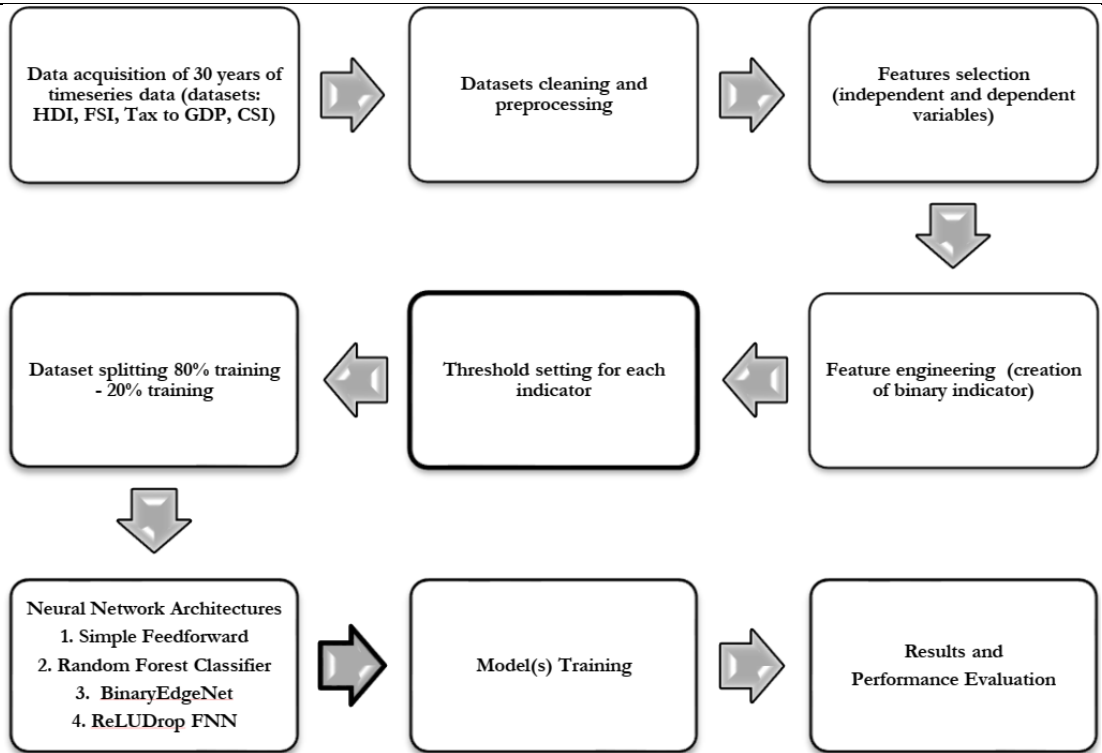 Data acquisition of 30 years of
timeseries data (datasets:
HDI, FSI, Tax to GDP, CSI)
Datasets cleaning and
preprocessing
Features selection
(independent and dependent
variables)
Feature engineering (creation
of binary indicator)
Threshold setting for each
indicator
Dataset splitting 80% training
- 20% training
Neural Network Architectures
1. Simple Feedforward
2. Random Forest Classifier
3. BinaryEdgeNet
4. ReLUDrop FNN
Model(s) Training
Results and
Performance Evaluation